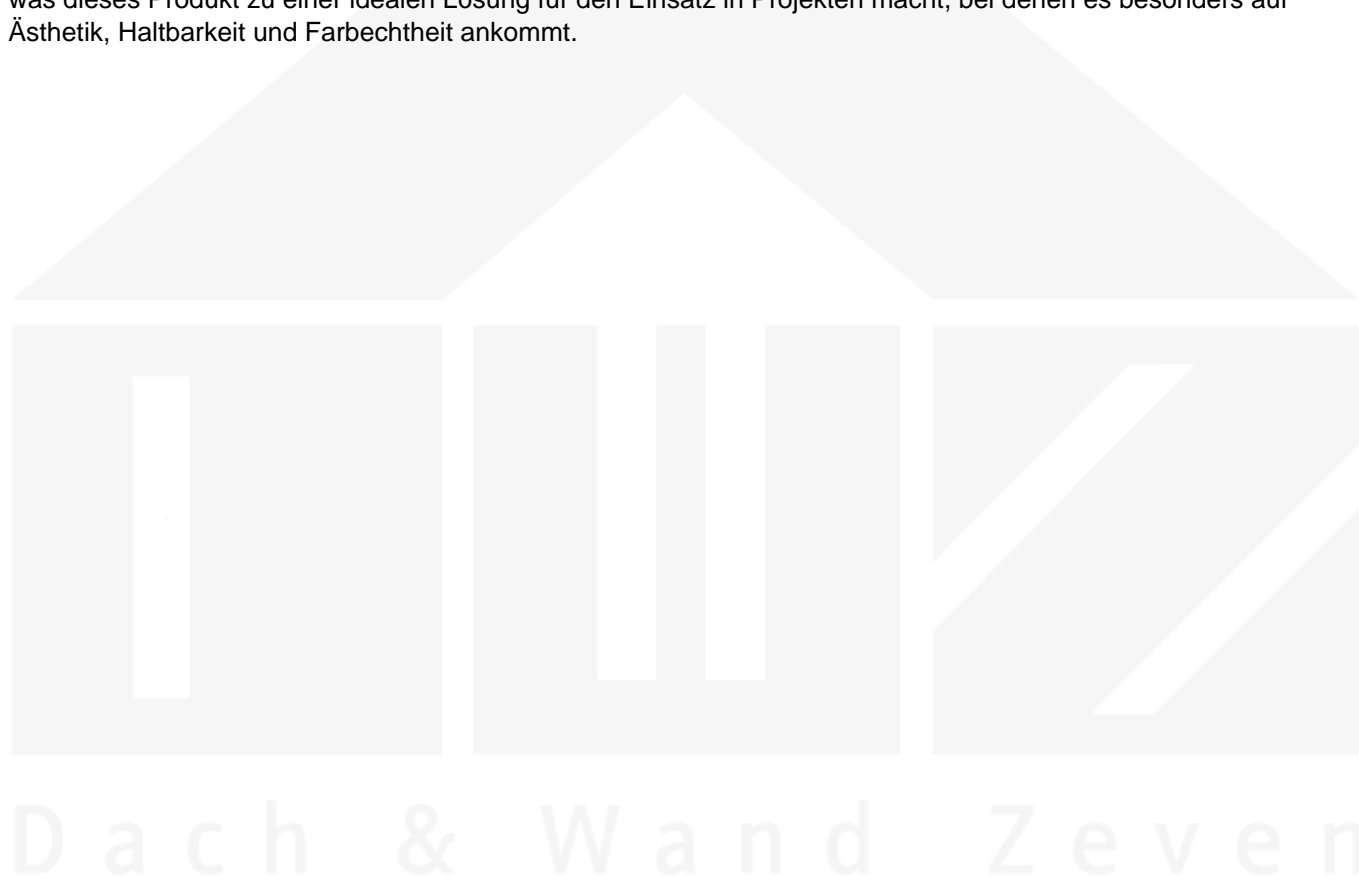 was dieses Produkt zu einer idealen Lösung für den Einsatz in Projekten macht, bei denen es besonders auf
Ästhetik, Haltbarkeit und Farbechtheit ankommt.
Dach & Wand Zeven